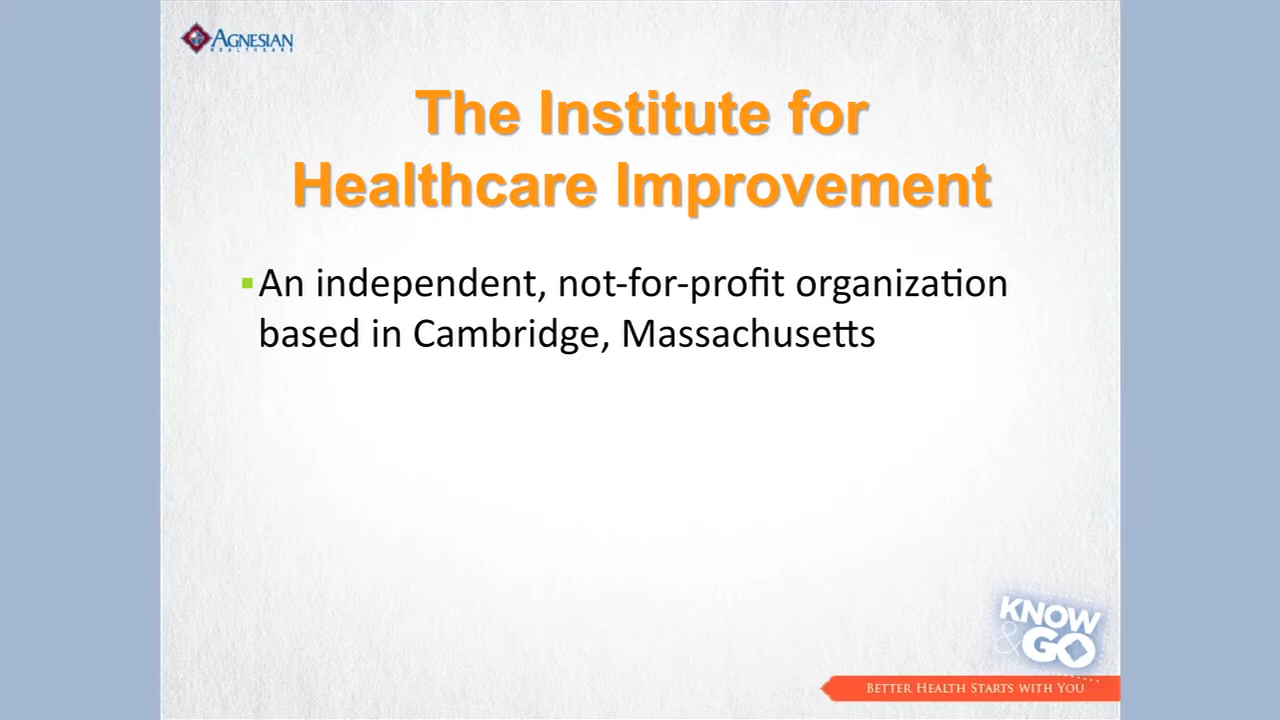 AGNESIAN
HEALTHCARE
The Institute for
Healthcare Improvement
An independent, not-for-profit organization
based in Cambridge, Massachusetts
KNOW
& GO
BETTER HEALTH STARTS WITH YOU